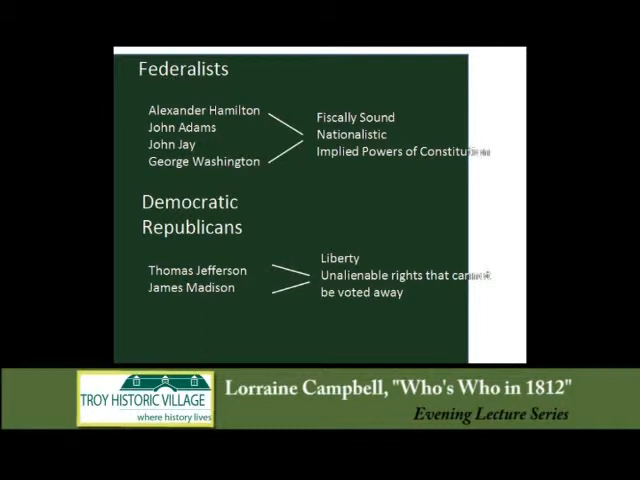 Federalists
Alexander Hamilton
John Adams
John Jay
George Washington
Fiscally Sound
Nationalistic
Implied Powers of Constitution
Democratic
Republicans
Thomas Jefferson
James Madison
Liberty
Unalienable rights that cannot
be voted away
TROY HISTORIC VILLAGE
where history lives
Lorraine Campbell, "Who's Who in 1812"
Evening Lecture Series